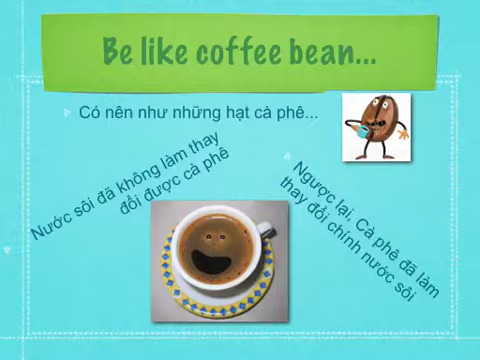 Be like coffee bean...
Có nên như những hạt cà phê...
Nước sôi đã không làm thay
đổi được cà phê
Ngược lại, Cà phê đã làm
thay đổi chính nước sôi